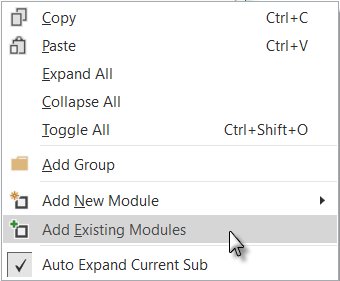 Copy Ctrl+C
Paste Ctrl+V
Expand All
Collapse All
Toggle All Ctrl+Shift+O
Add Group
Add New Module
Add Existing Modules
Auto Expand Current Sub